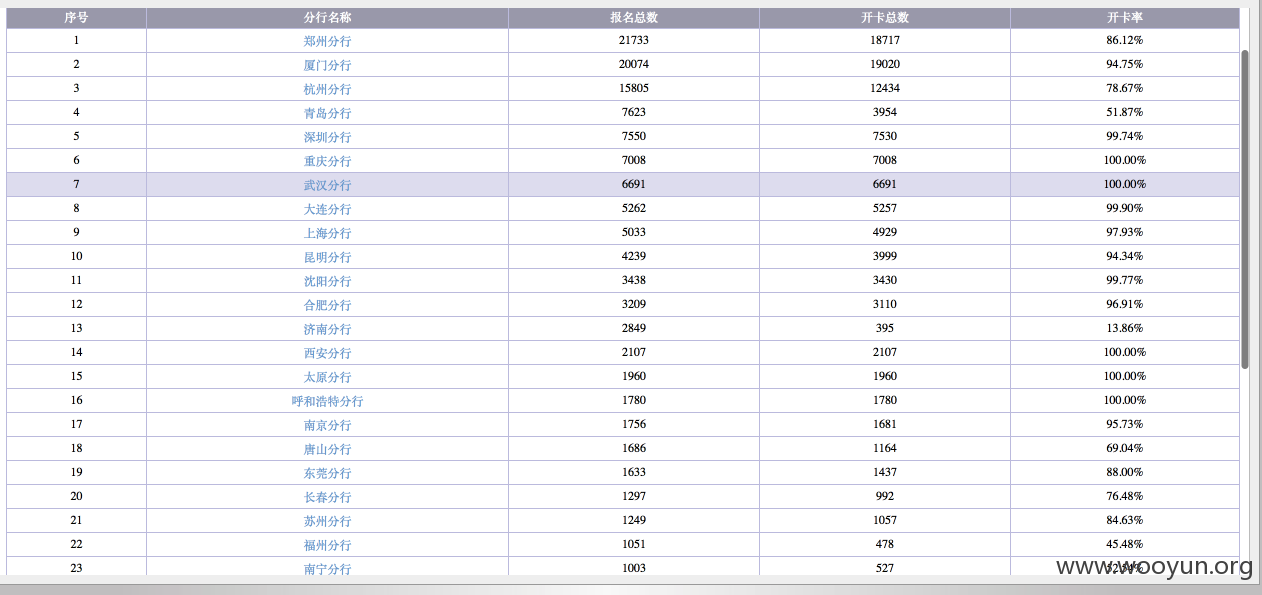 序号 分行名称 报名总数 开卡总数 开卡率
1 郑州分行 21733 18717 86.12%
2 厦门分行 20074 19020 94.75%
3 杭州分行 15805 12434 78.67%
4 青岛分行 7623 3954 51.87%
5 深圳分行 7550 7530 99.74%
6 重庆分行 7008 7008 100.00%
7 武汉分行 6691 6691 100.00%
8 大连分行 5262 5257 99.90%
9 上海分行 5033 4929 97.93%
10 昆明分行 4239 3999 94.34%
11 沈阳分行 3438 3430 99.77%
12 合肥分行 3209 3110 96.91%
13 济南分行 2849 395 13.86%
14 西安分行 2107 2107 100.00%
15 太原分行 1960 1960 100.00%
16 呼和浩特分行 1780 1780 100.00%
17 南京分行 1756 1681 95.73%
18 唐山分行 1686 1164 69.04%
19 东莞分行 1633 1437 88.00%
20 长春分行 1297 992 76.48%
21 苏州分行 1249 1057 84.63%
22 福州分行 1051 478 45.48%
23 南宁分行 1003 527
www.wooyun.org